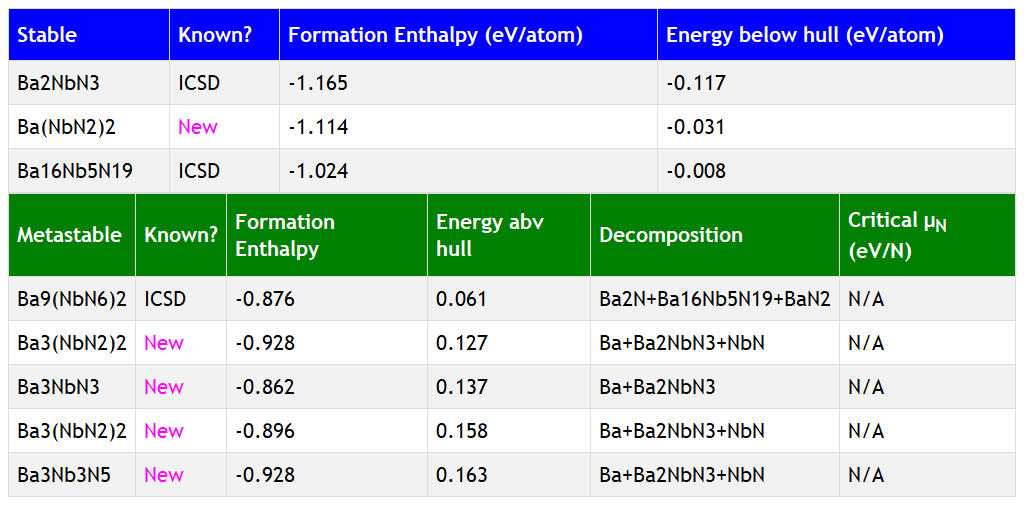 Stable Known? Formation Enthalpy (eV/atom) Energy below hull (eV/atom)
Ba2NbN3 ICSD -1.165 -0.117
Ba(NbN2)2 New -1.114 -0.031
Ba16Nb5N19 ICSD -1.024 -0.008
Metastable Known? Formation Enthalpy Energy abv hull Decomposition Critical μN (eV/N)
Ba9(NbN6)2 ICSD -0.876 0.061 Ba2N+Ba16Nb5N19+BaN2 N/A
Ba3(NbN2)2 New -0.928 0.127 Ba+Ba2NbN3+NbN N/A
Ba3NbN3 New -0.862 0.137 Ba+Ba2NbN3 N/A
Ba3(NbN2)2 New -0.896 0.158 Ba+Ba2NbN3+NbN N/A
Ba3Nb3N5 New -0.928 0.163 Ba+Ba2NbN3+NbN N/A